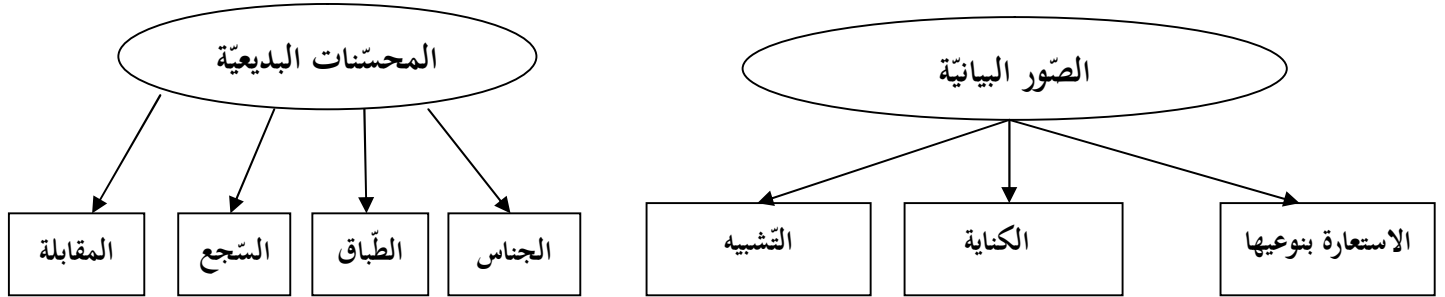 الصّور البيانيّة
الاستعارة بنوعيها
الكناية
التّشبيه
المحسّنات البديعيّة
الجناس
الطّباق
السّجع
المقابلة